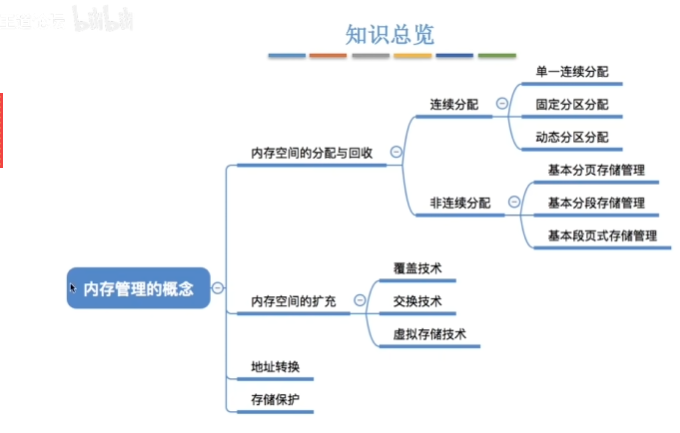 知识总览
单一连续分配
连续分配
固定分区分配
动态分区分配
内存空间的分配与回收
基本分页存储管理
非连续分配
基本分段存储管理
基本段页式存储管理
内存管理的概念
覆盖技术
内存空间的扩充
交换技术
虚拟存储技术
地址转换
存储保护